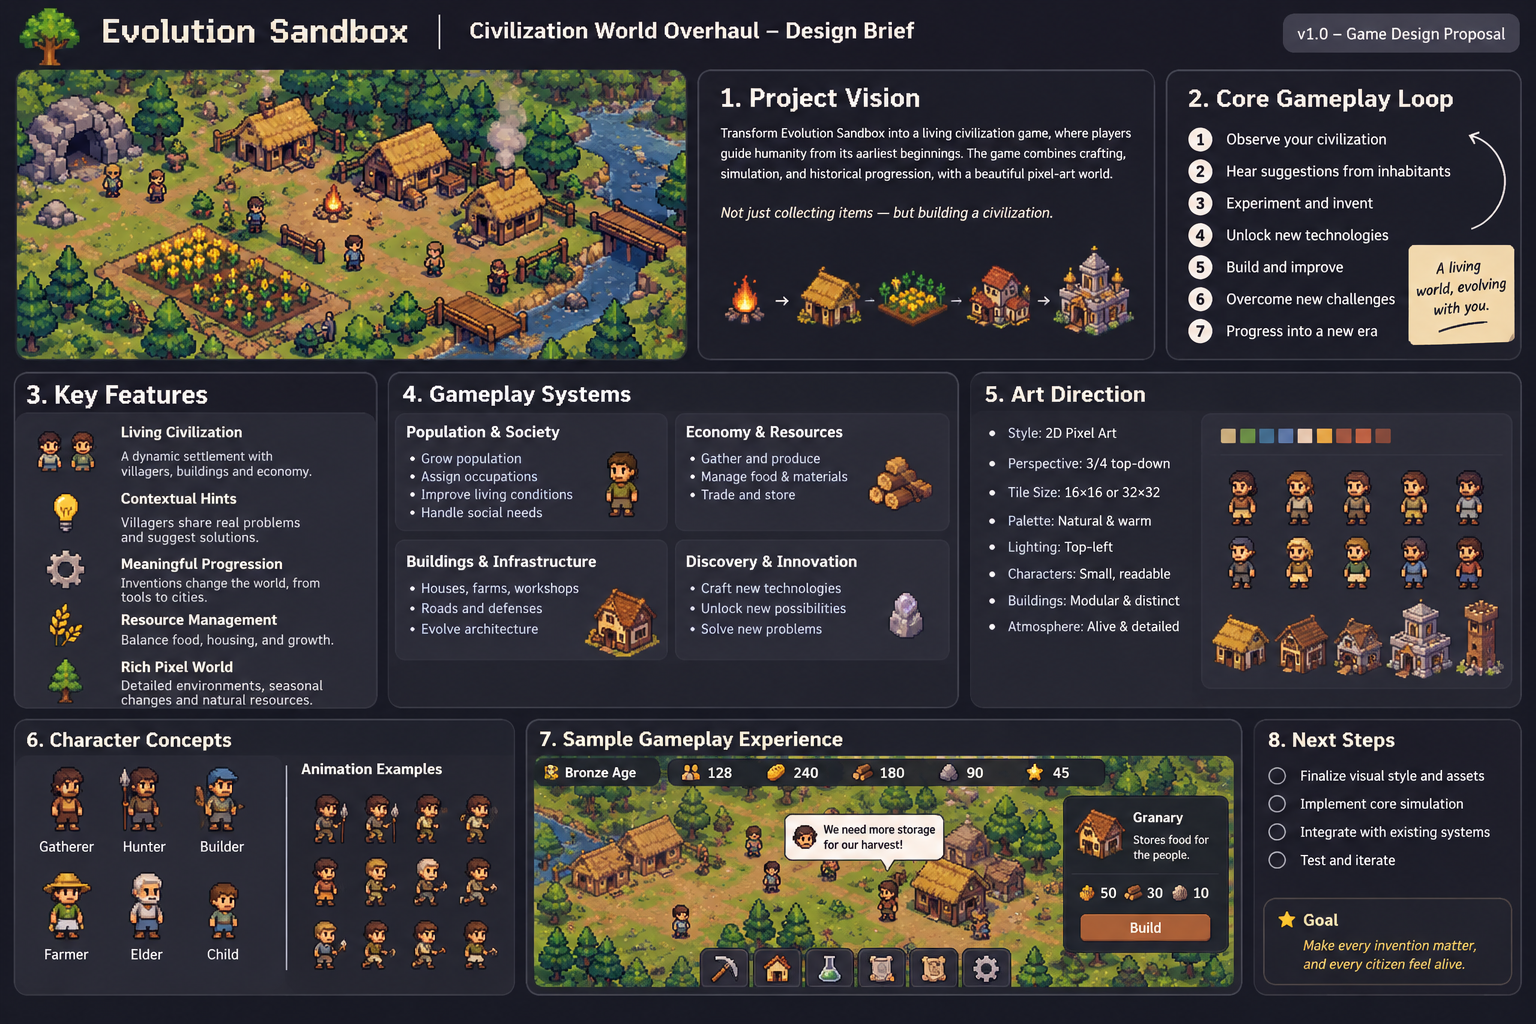 Evolution Sandbox
Civilization World Overhaul – Design Brief
v1.0 – Game Design Proposal
1. Project Vision
Transform Evolution Sandbox into a living civilization game, where players
guide humanity from its aarliest beginnings. The game combines crafting,
simulation, and historical progression, with a beautiful pixel-art world.
Not just collecting items — but building a civilization.
2. Core Gameplay Loop
1 Observe your civilization
2 Hear suggestions from inhabitants
3 Experiment and invent
4 Unlock new technologies
5 Build and improve
6 Overcome new challenges
7 Progress into a new era
A living
world, evolving
with you.
3. Key Features
Living Civilization
A dynamic settlement with
villagers, buildings and economy.
Contextual Hints
Villagers share real problems
and suggest solutions.
Meaningful Progression
Inventions change the world, from
tools to cities.
Resource Management
Balance food, housing, and growth.
Rich Pixel World
Detailed environments, seasonal
changes and natural resources.
4. Gameplay Systems
Population & Society
• Grow population
• Assign occupations
• Improve living conditions
• Handle social needs
Economy & Resources
• Gather and produce
• Manage food & materials
• Trade and store
Buildings & Infrastructure
• Houses, farms, workshops
• Roads and defenses
• Evolve architecture
Discovery & Innovation
• Craft new technologies
• Unlock new possibilities
• Solve new problems
5. Art Direction
• Style: 2D Pixel Art
• Perspective: 3/4 top-down
• Tile Size: 16×16 or 32×32
• Palette: Natural & warm
• Lighting: Top-left
• Characters: Small, readable
• Buildings: Modular & distinct
• Atmosphere: Alive & detailed
6. Character Concepts
Gatherer
Hunter
Builder
Farmer
Elder
Child
Animation Examples
7. Sample Gameplay Experience
Bronze Age
128
240
180
90
45
We need more storage
for our harvest!
Granary
Stores food for
the people.
50
30
10
Build
8. Next Steps
Finalize visual style and assets
Implement core simulation
Integrate with existing systems
Test and iterate
Goal
Make every invention matter,
and every citizen feel alive.